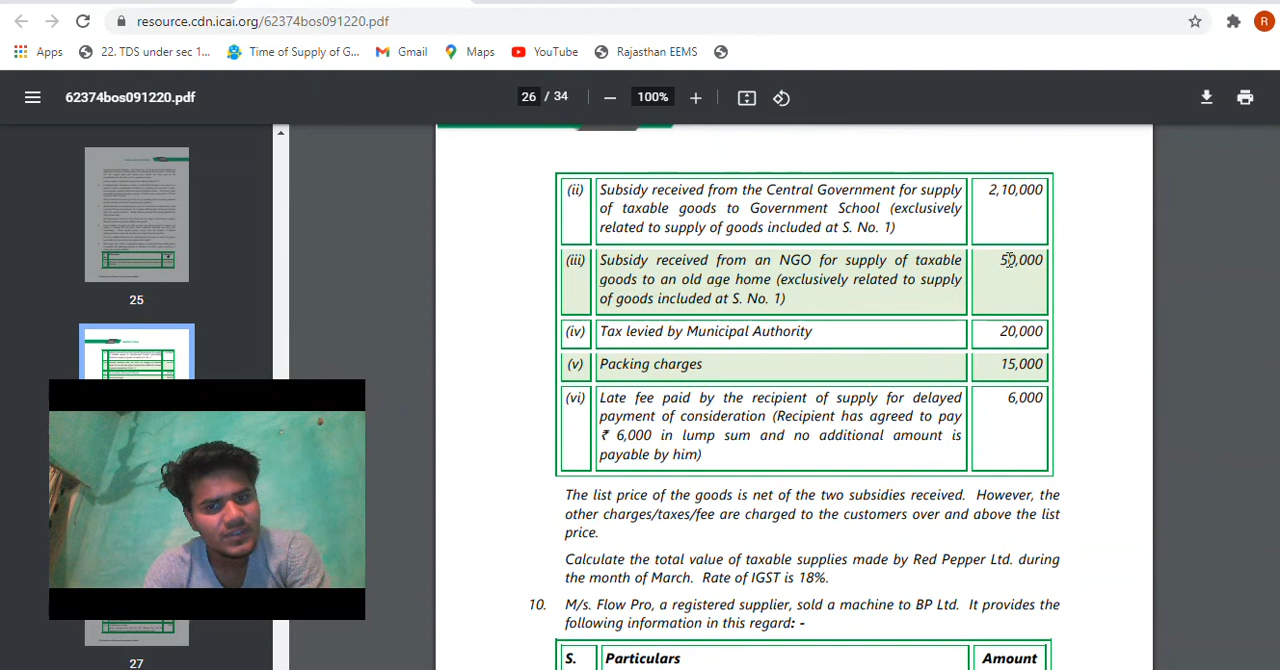 resource.cdn.icai.org/62374bos091220.pdf
R
Apps 22. TDS under sec 1... Time of Supply of G... Gmail Maps YouTube Rajasthan EEMS
62374bos091220.pdf 26 / 34 100%
25
27
(ii) Subsidy received from the Central Government for supply 2,10,000
of taxable goods to Government School (exclusively
related to supply of goods included at S. No. 1)
(iii) Subsidy received from an NGO for supply of taxable 50,000
goods to an old age home (exclusively related to supply
of goods included at S. No. 1)
(iv) Tax levied by Municipal Authority 20,000
(v) Packing charges 15,000
(vi) Late fee paid by the recipient of supply for delayed 6,000
payment of consideration (Recipient has agreed to pay
₹ 6,000 in lump sum and no additional amount is
payable by him)
The list price of the goods is net of the two subsidies received. However, the
other charges/taxes/fee are charged to the customers over and above the list
price.
Calculate the total value of taxable supplies made by Red Pepper Ltd. during
the month of March. Rate of IGST is 18%.
10. M/s. Flow Pro, a registered supplier, sold a machine to BP Ltd. It provides the
following information in this regard: -
S. Particulars Amount